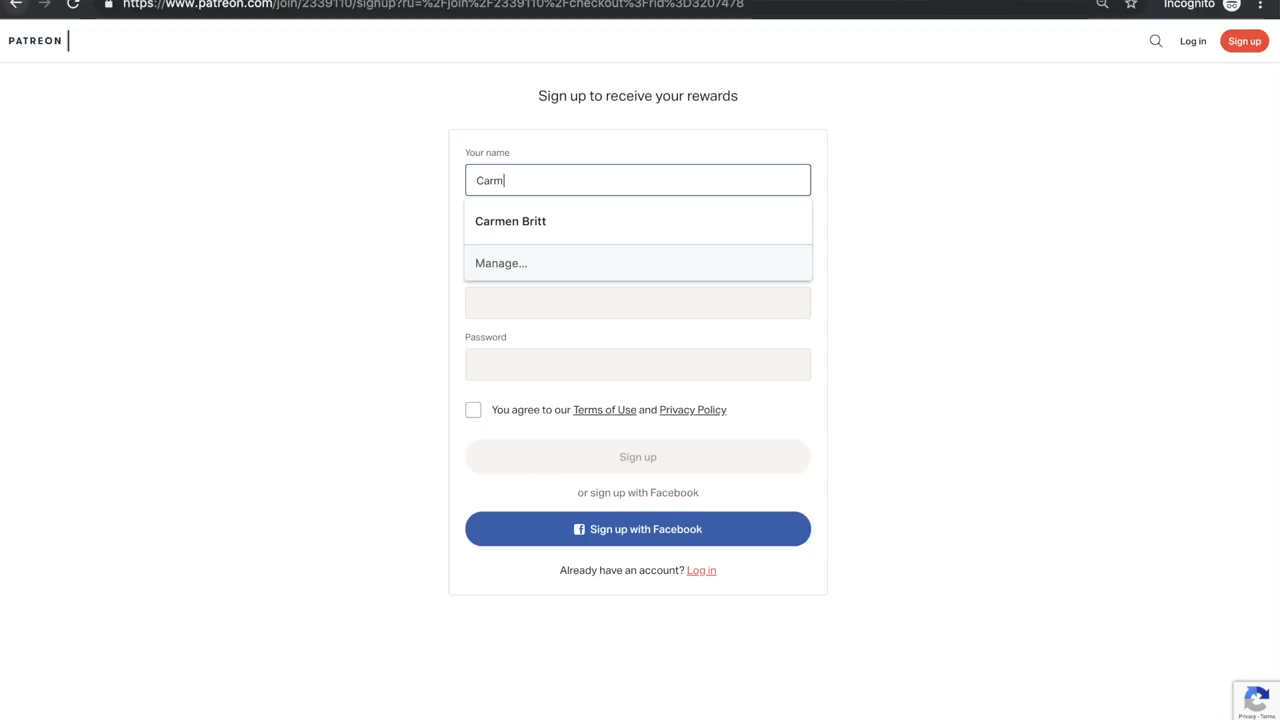 https://www.patreon.com/join/2339110/signup?ru=%2Fjoin%2F2339110%2Fcheckout%3Frid%3D3207478
Incognito
PATREON
Log in
Sign up
Sign up to receive your rewards
Your name
Carm
Carmen Britt
Manage...
Password
You agree to our Terms of Use and Privacy Policy
Sign up
or sign up with Facebook
Sign up with Facebook
Already have an account? Log in
Privacy - Terms